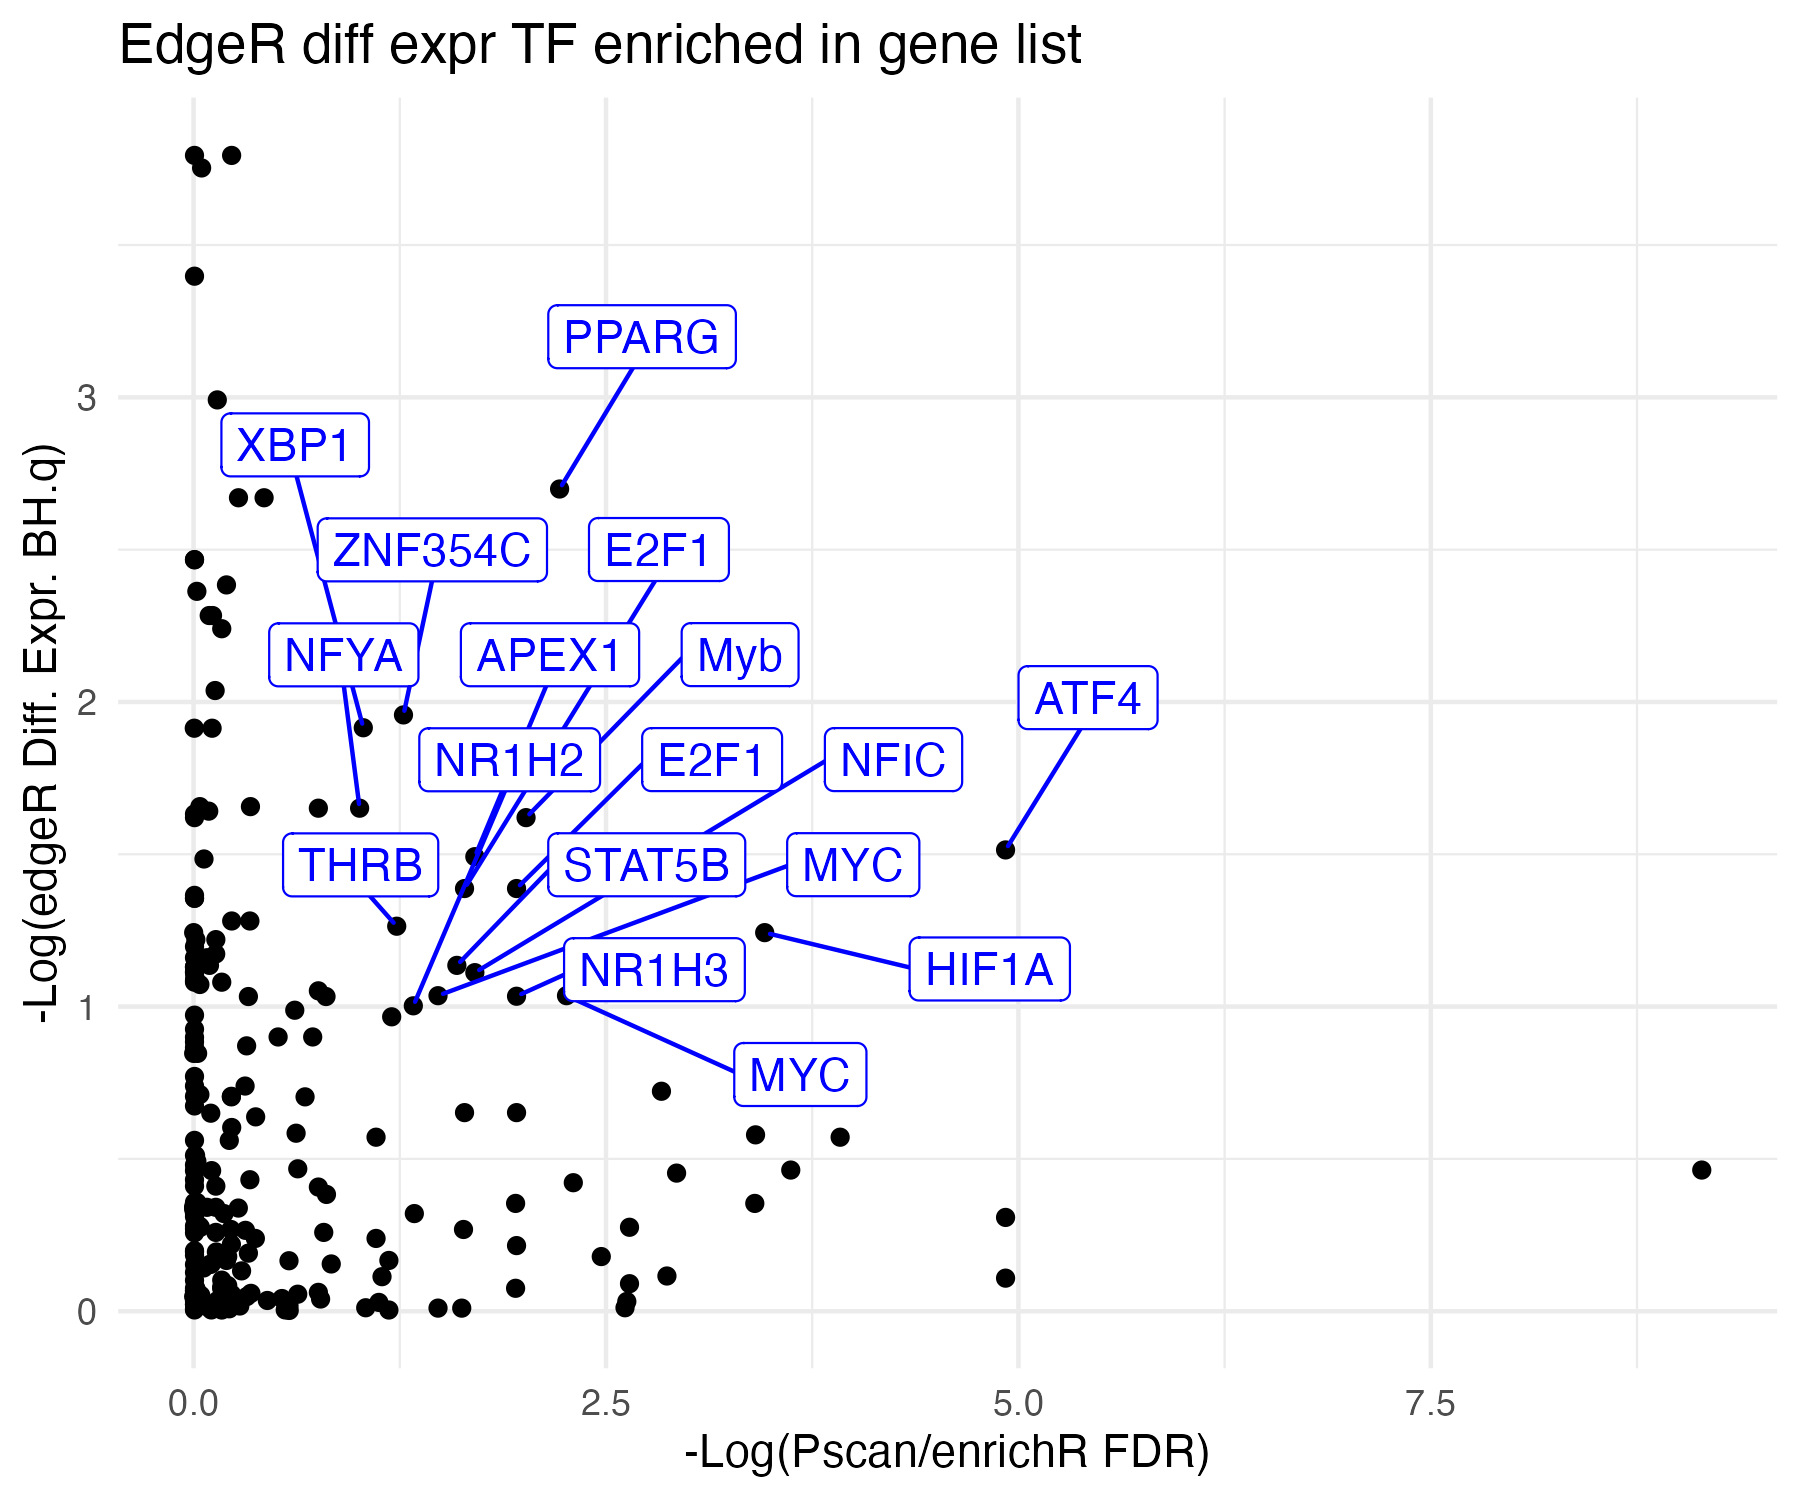 EdgeR diff expr TF enriched in gene list
-Log(edgeR Diff. Expr. BH.q)
3
2
1
0
PPARG
XBP1
ZNF354C
E2F1
NFYA
APEX1
Myb
ATF4
NR1H2
E2F1
NFIC
THRB
STAT5B
MYC
NR1H3
HIF1A
MYC
0.0
2.5
5.0
7.5
-Log(Pscan/enrichR FDR)